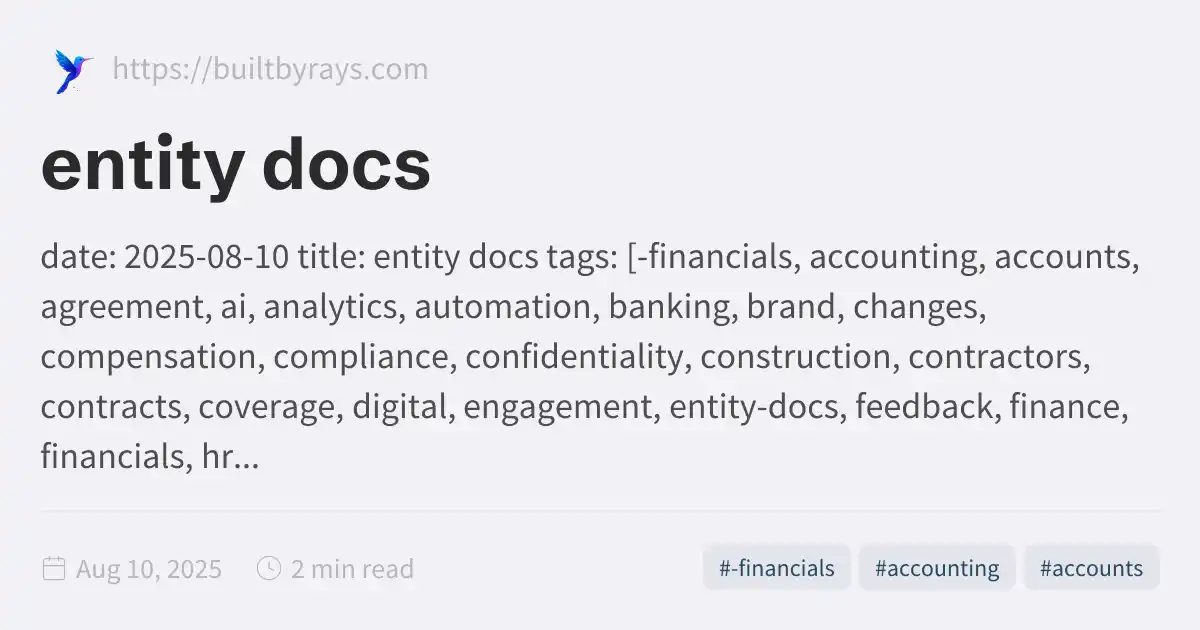 https://builtbyrays.com
entity docs
date: 2025-08-10 title: entity docs tags: [-financials, accounting, accounts,
agreement, ai, analytics, automation, banking, brand, changes,
compensation, compliance, confidentiality, construction, contractors,
contracts, coverage, digital, engagement, entity-docs, feedback, finance,
financials, hr...
Aug 10, 2025 2 min read #-financials #accounting #accounts